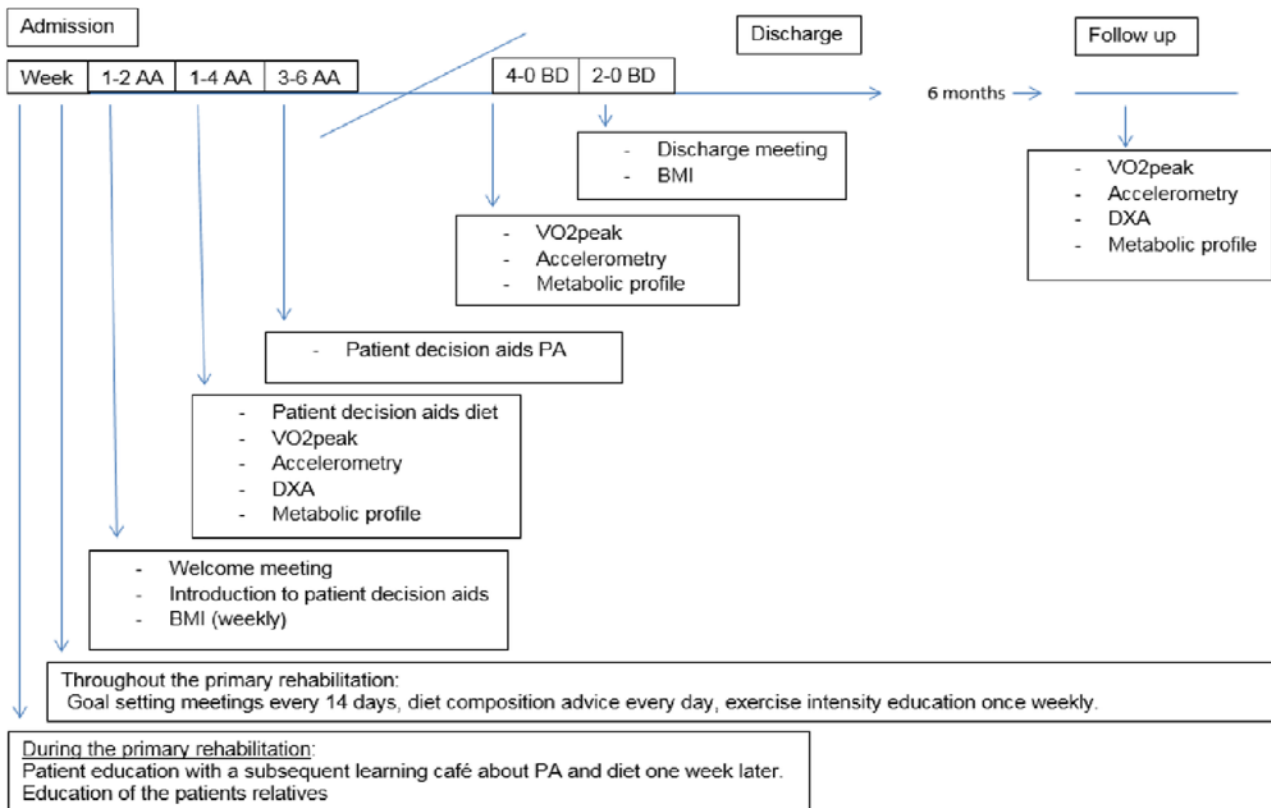 Admission
Discharge
Follow up
Week
1-2 AA
1-4 AA
3-6 AA
4-0 BD
2-0 BD
6 months
- Discharge meeting
- BMI
- VO2peak
- Accelerometry
- DXA
- Metabolic profile
- VO2peak
- Accelerometry
- Metabolic profile
- Patient decision aids PA
- Patient decision aids diet
- VO2peak
- Accelerometry
- DXA
- Metabolic profile
- Welcome meeting
- Introduction to patient decision aids
- BMI (weekly)
Throughout the primary rehabilitation:
Goal setting meetings every 14 days, diet composition advice every day, exercise intensity education once weekly.
During the primary rehabilitation:
Patient education with a subsequent learning café about PA and diet one week later.
Education of the patients relatives